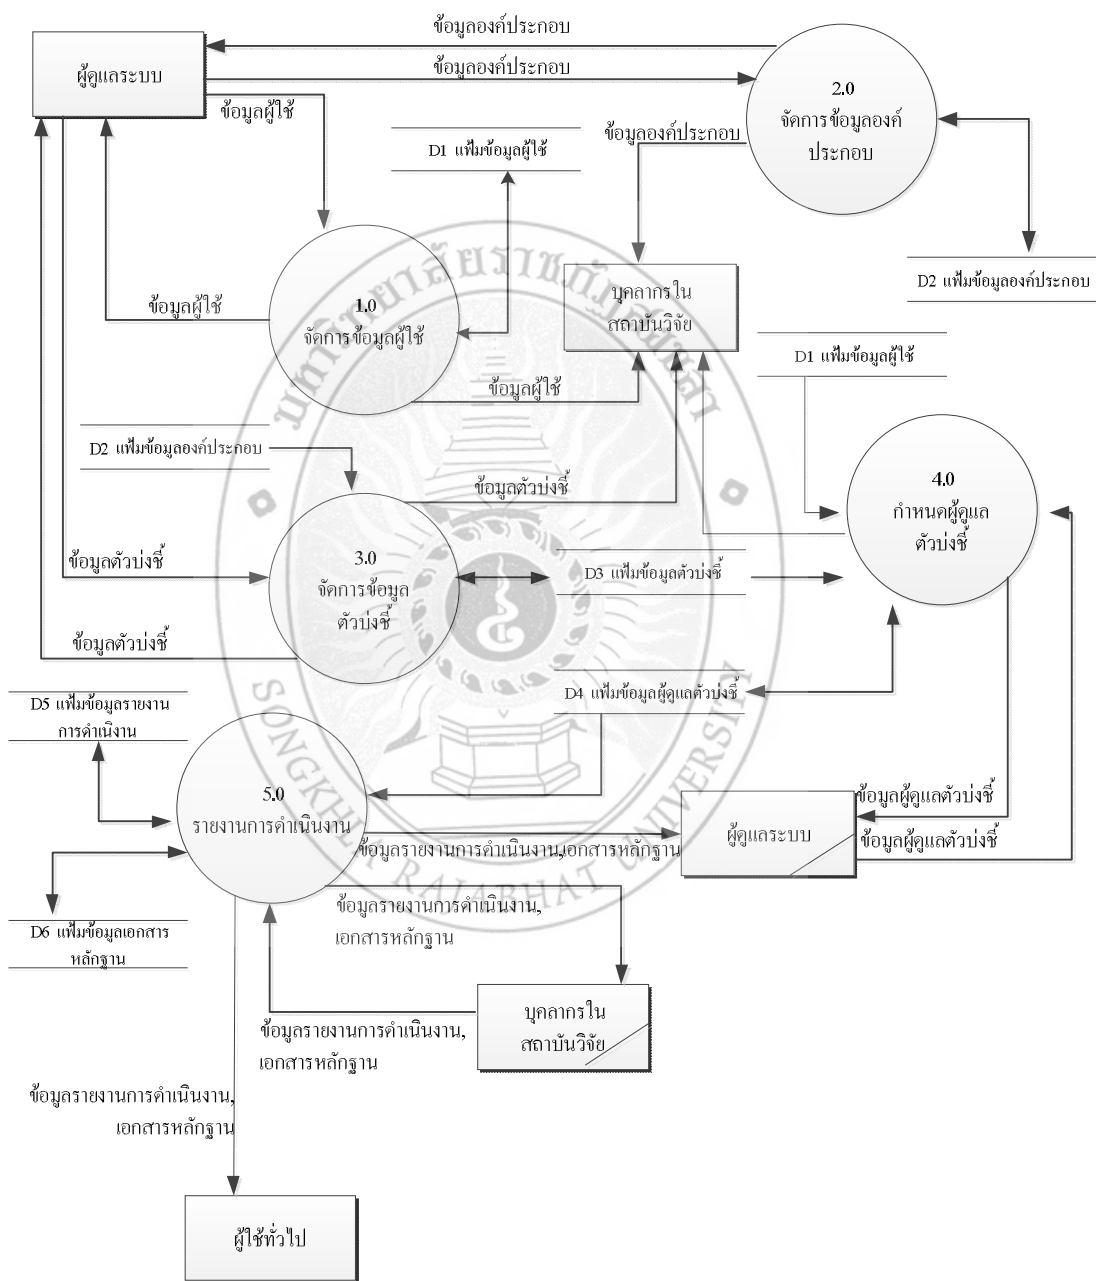 ข้อมูลองค์ประกอบ
ผู้ดูแลระบบ
ข้อมูลองค์ประกอบ
2.0
จัดการข้อมูลองค์
ประกอบ
ข้อมูลผู้ใช้
ข้อมูลองค์ประกอบ
D1 แฟ้มข้อมูลผู้ใช้
D2 แฟ้มข้อมูลองค์ประกอบ
มหาวิทยาลัยราชภัฏสงขลา
บุคลากรใน
สถาบันวิจัย
ข้อมูลผู้ใช้
1.0
จัดการข้อมูลผู้ใช้
D1 แฟ้มข้อมูลผู้ใช้
ข้อมูลผู้ใช้
D2 แฟ้มข้อมูลองค์ประกอบ
ข้อมูลตัวบ่งชี้
4.0
กำหนดผู้ดูแล
ตัวบ่งชี้
ข้อมูลตัวบ่งชี้
3.0
จัดการข้อมูล
ตัวบ่งชี้
D3 แฟ้มข้อมูลตัวบ่งชี้
ข้อมูลตัวบ่งชี้
D4 แฟ้มข้อมูลผู้ดูแลตัวบ่งชี้
D5 แฟ้มข้อมูลรายงาน
การดำเนิงาน
SONGKHLA RAJABHAT UNIVERSITY
5.0
รายงานการดำเนินงาน
ข้อมูลผู้ดูแลตัวบ่งชี้
ผู้ดูแลระบบ
ข้อมูลผู้ดูแลตัวบ่งชี้
ข้อมูลรายงานการดำเนินงาน,เอกสารหลักฐาน
D6 แฟ้มข้อมูลเอกสาร
หลักฐาน
ข้อมูลรายงานการดำเนินงาน,
เอกสารหลักฐาน
บุคลากรใน
สถาบันวิจัย
ข้อมูลรายงานการดำเนินงาน,
เอกสารหลักฐาน
ข้อมูลรายงานการดำเนินงาน,
เอกสารหลักฐาน
ผู้ใช้ทั่วไป